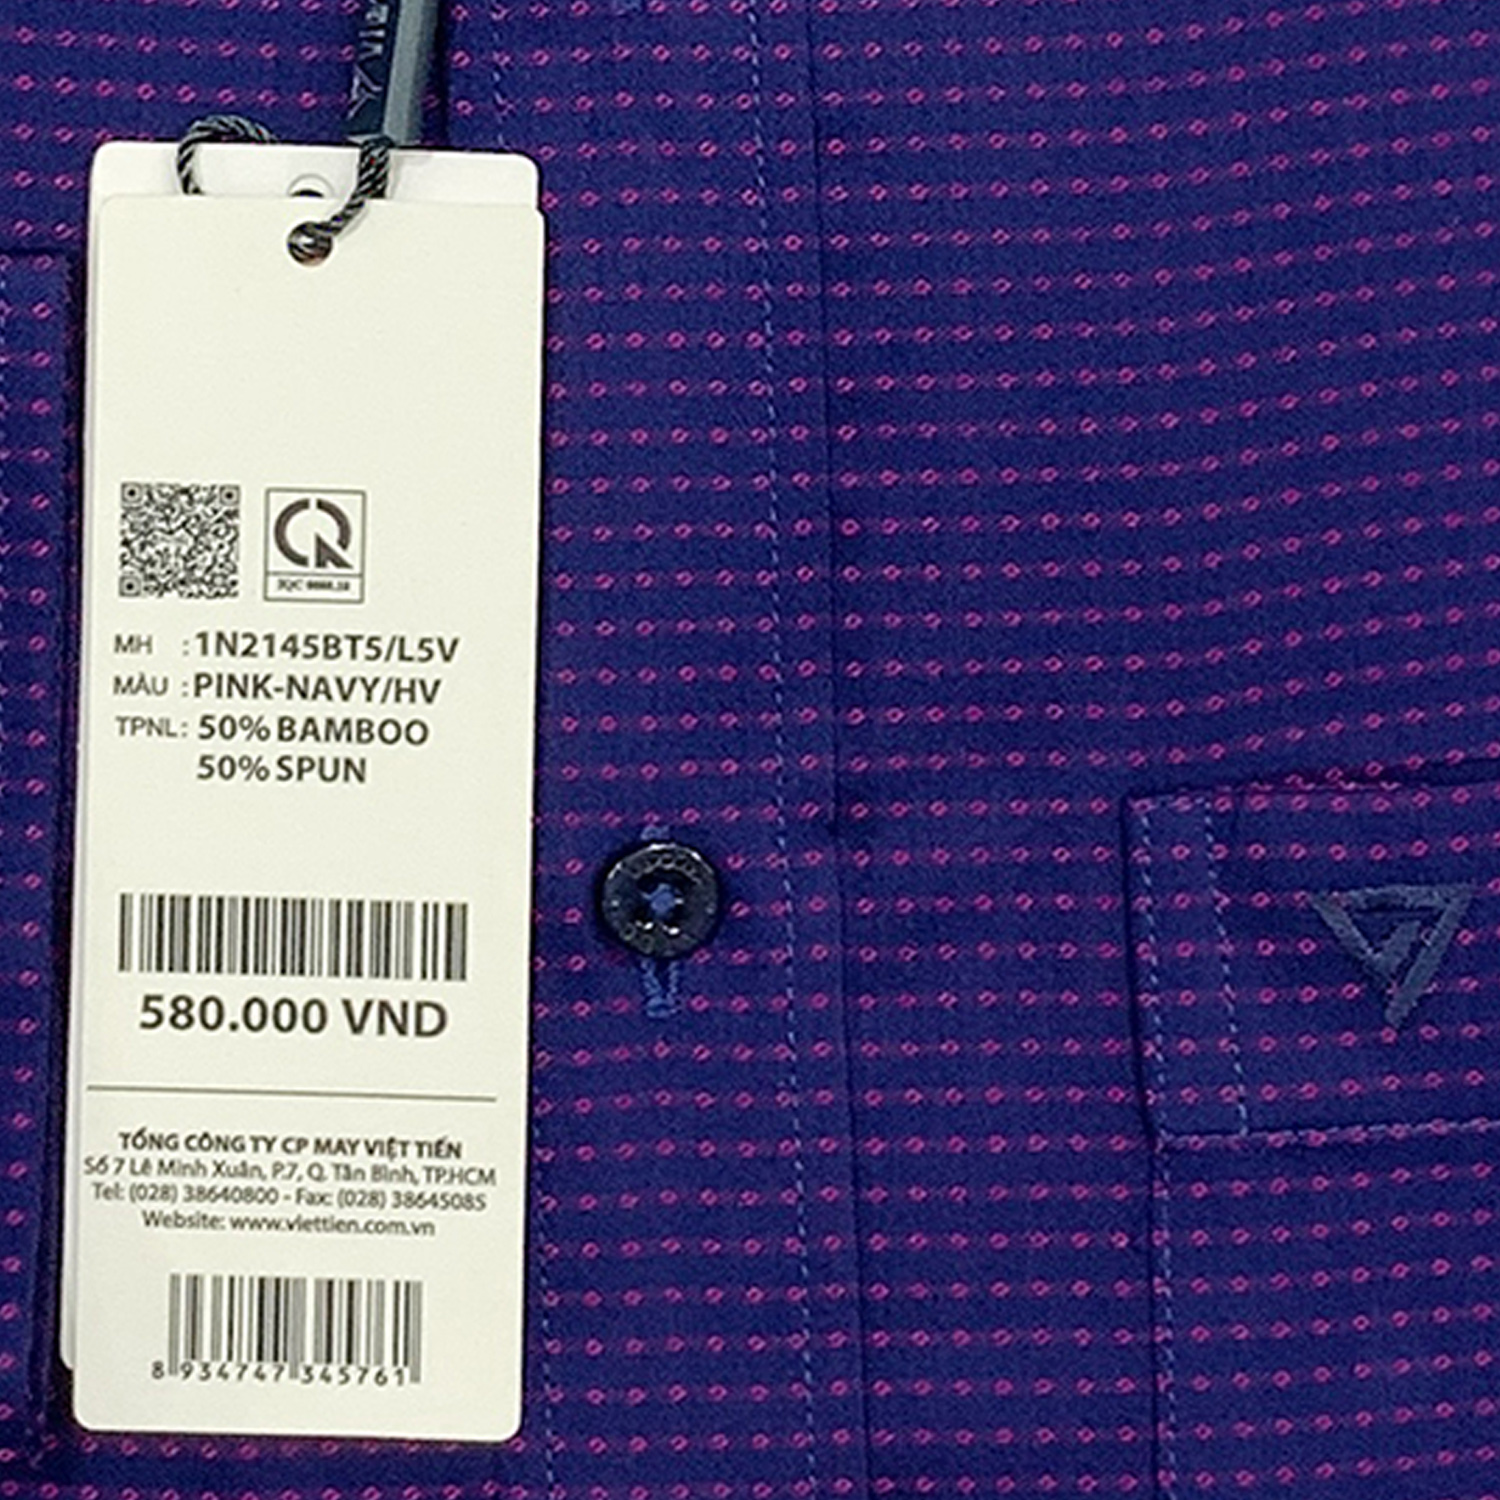 MH : 1N2145BT5/L5V
MÀU : PINK-NAVY/HV
TPNL: 50% BAMBOO
50% SPUN
580.000 VND
TỔNG CÔNG TY CP MAY VIỆT TIẾN
Số 7 Lê Minh Xuân, P.7, Q. Tân Bình, TP.HCM
Tel: (028) 38640800 - Fax: (028) 38645085
Website: www.viettien.com.vn
8 934747 345761